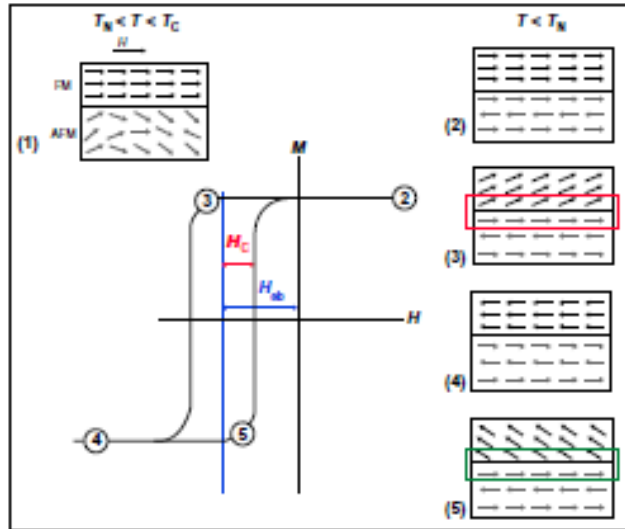 T_N < T < T_C
T < T_N
H
FM
AFM
(1)
(2)
M
3
2
(3)
H_C
H_eb
H
(4)
4
5
(5)